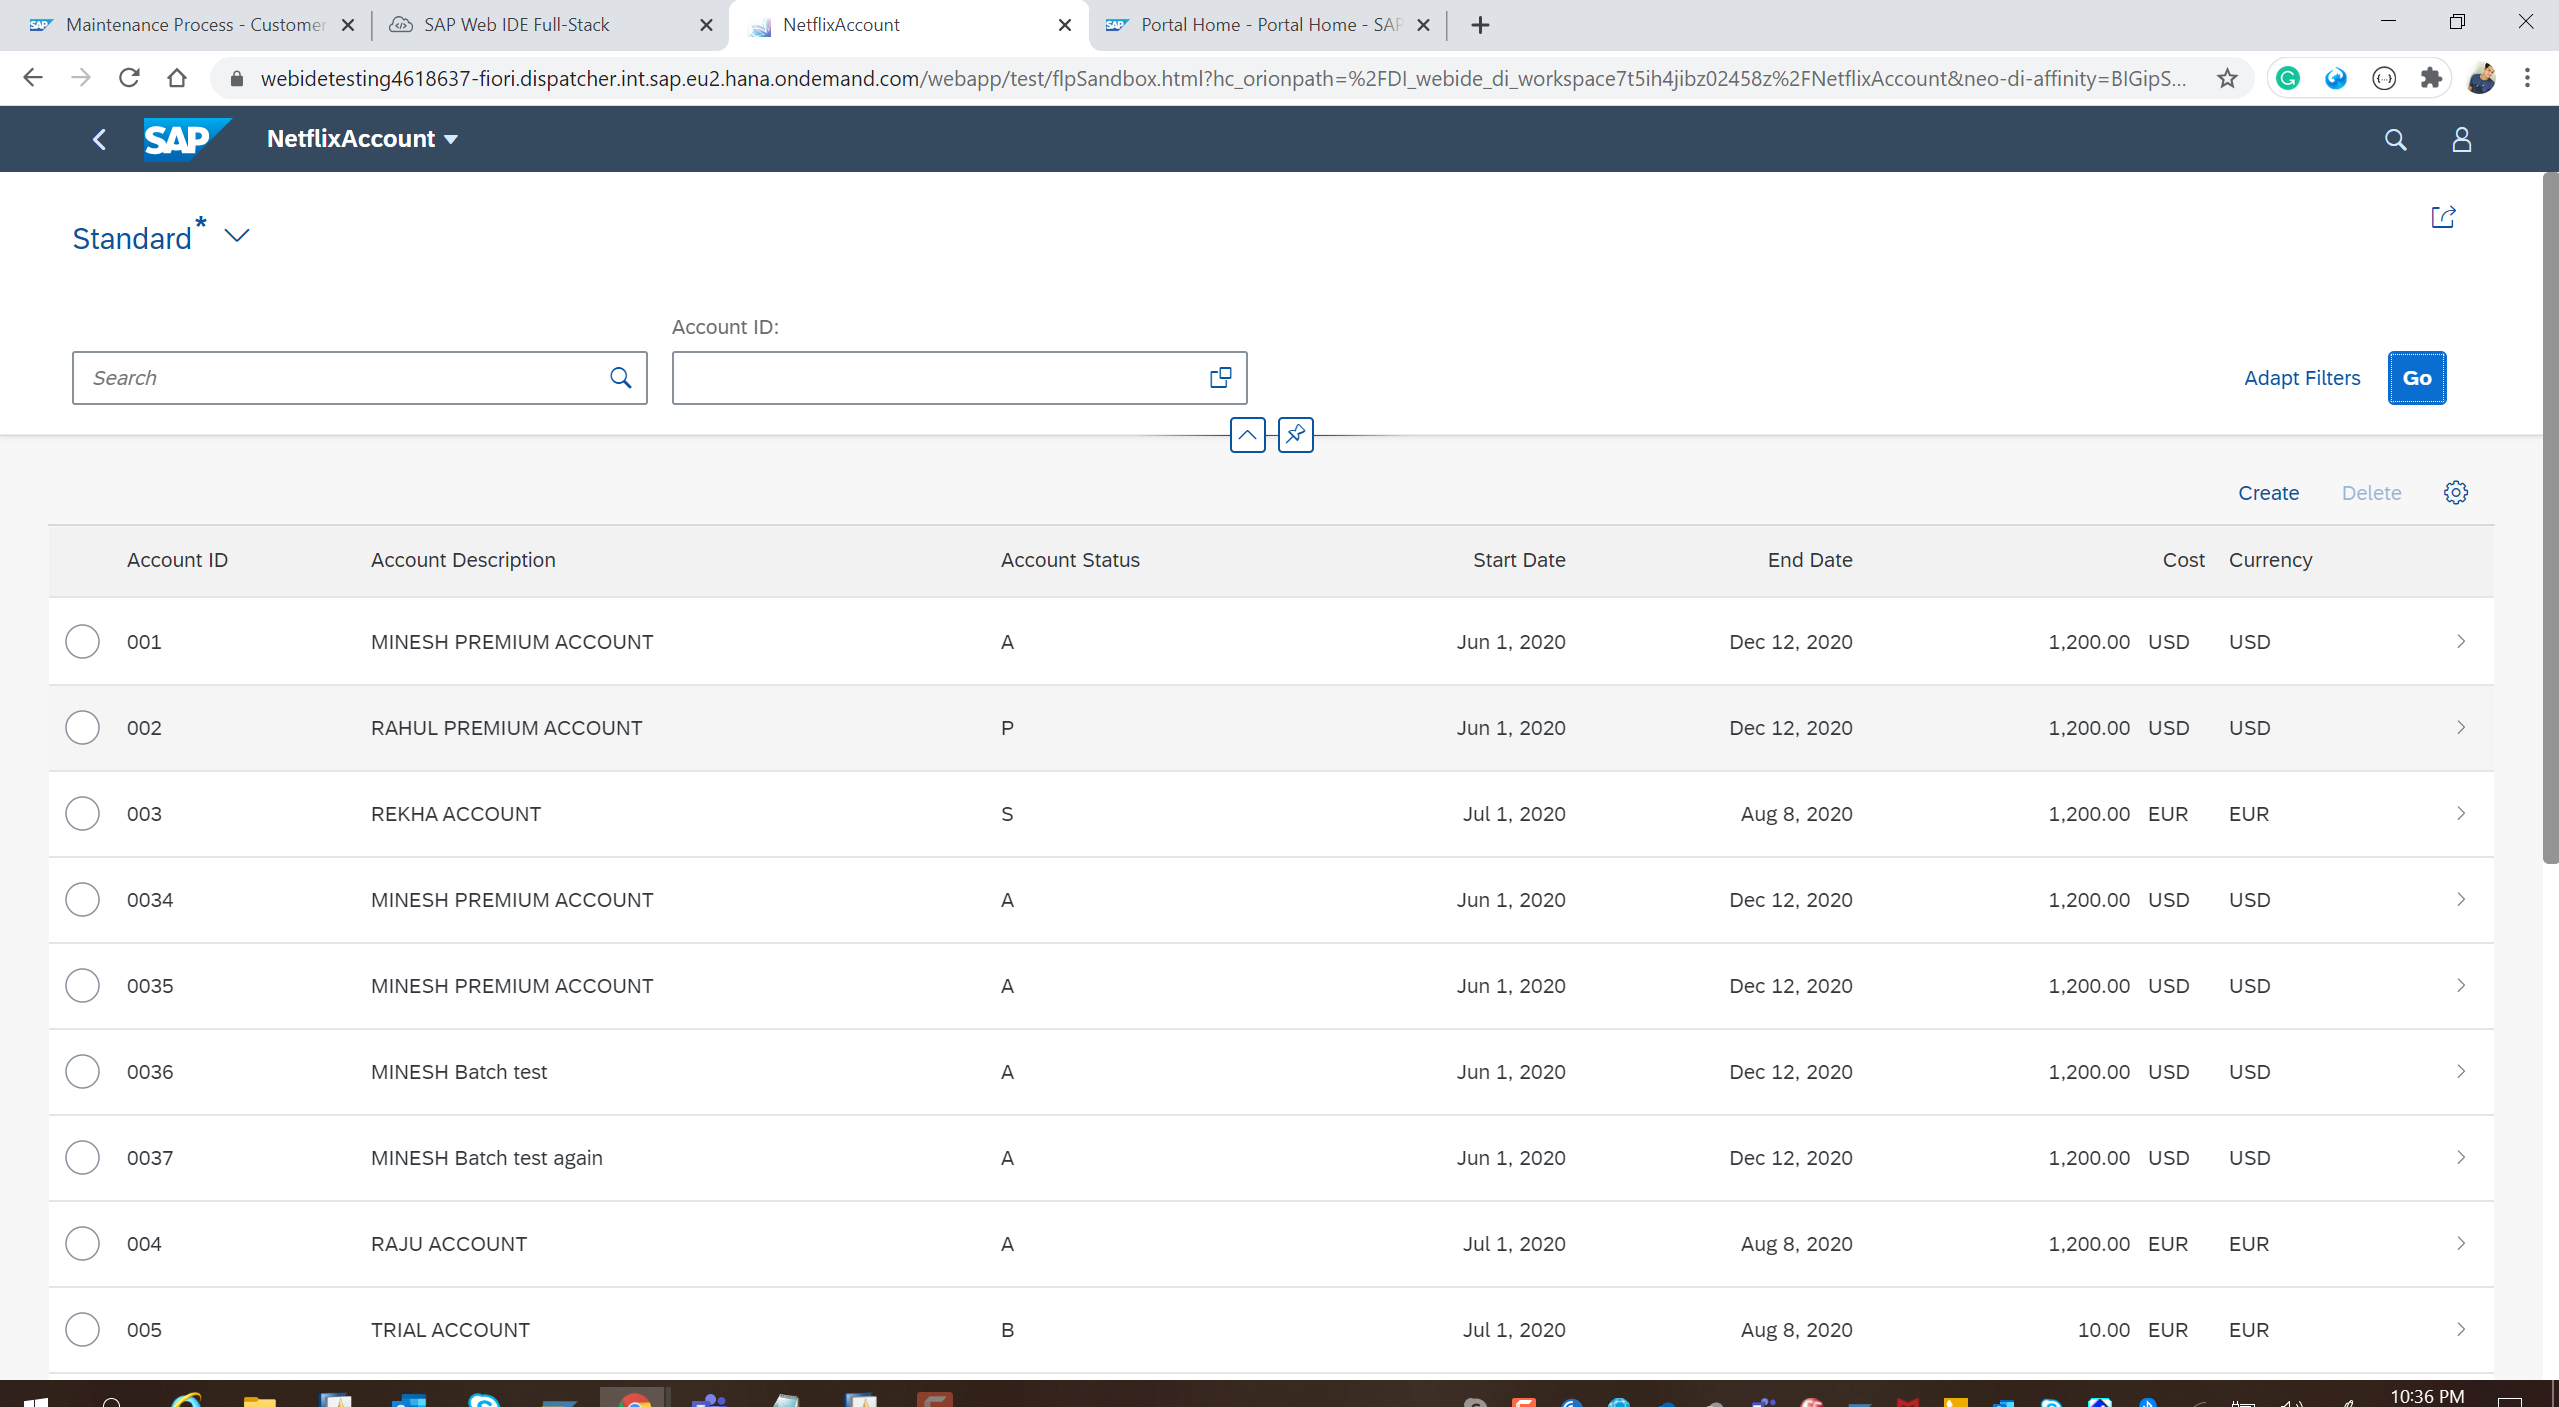 Maintenance Process - Customer
SAP Web IDE Full-Stack
NetflixAccount
Portal Home - Portal Home - SAP
webidetesting4618637-fiori.dispatcher.int.sap.eu2.hana.ondemand.com/webapp/test/flpSandbox.html?hc_orionpath=%2FDI_webide_di_workspace7t5ih4jibz02458z%2FNetflixAccount&neo-di-affinity=BIGipS...
SAP NetflixAccount
Standard*
Account ID:
Search
Adapt Filters Go
Create Delete
Account ID Account Description Account Status Start Date End Date Cost Currency
001 MINESH PREMIUM ACCOUNT A Jun 1, 2020 Dec 12, 2020 1,200.00 USD USD
002 RAHUL PREMIUM ACCOUNT P Jun 1, 2020 Dec 12, 2020 1,200.00 USD USD
003 REKHA ACCOUNT S Jul 1, 2020 Aug 8, 2020 1,200.00 EUR EUR
0034 MINESH PREMIUM ACCOUNT A Jun 1, 2020 Dec 12, 2020 1,200.00 USD USD
0035 MINESH PREMIUM ACCOUNT A Jun 1, 2020 Dec 12, 2020 1,200.00 USD USD
0036 MINESH Batch test A Jun 1, 2020 Dec 12, 2020 1,200.00 USD USD
0037 MINESH Batch test again A Jun 1, 2020 Dec 12, 2020 1,200.00 USD USD
004 RAJU ACCOUNT A Jul 1, 2020 Aug 8, 2020 1,200.00 EUR EUR
005 TRIAL ACCOUNT B Jul 1, 2020 Aug 8, 2020 10.00 EUR EUR
10:36 PM